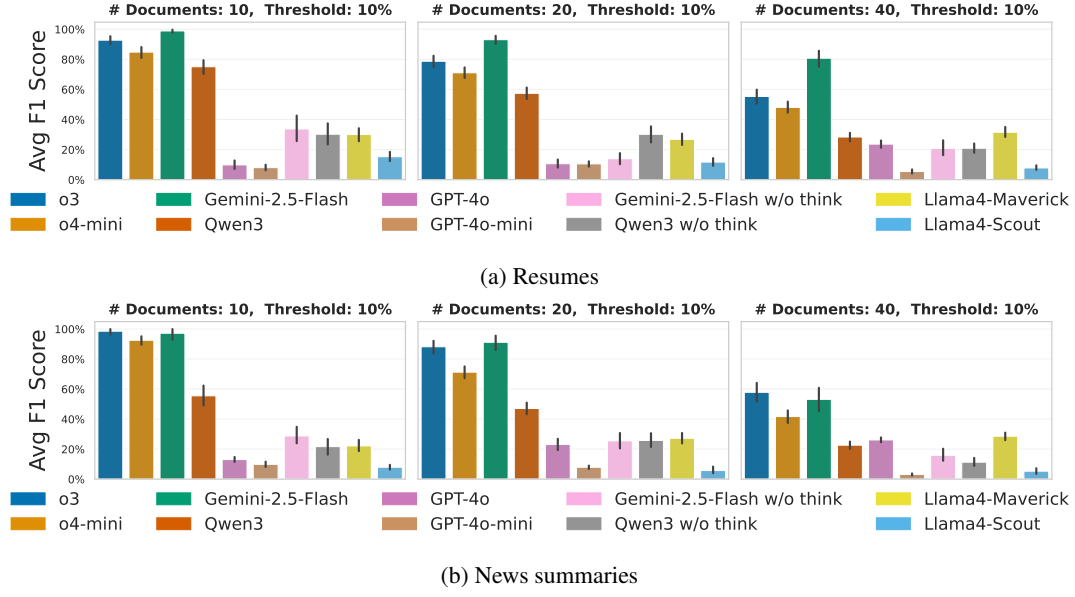 # Documents: 10,  Threshold: 10%
# Documents: 20,  Threshold: 10%
# Documents: 40,  Threshold: 10%
Avg F1 Score
100%
80%
60%
40%
20%
0%
o3
Gemini-2.5-Flash
GPT-4o
Gemini-2.5-Flash w/o think
Llama4-Maverick
o4-mini
Qwen3
GPT-4o-mini
Qwen3 w/o think
Llama4-Scout
(a) Resumes
# Documents: 10,  Threshold: 10%
# Documents: 20,  Threshold: 10%
# Documents: 40,  Threshold: 10%
Avg F1 Score
100%
80%
60%
40%
20%
0%
o3
Gemini-2.5-Flash
GPT-4o
Gemini-2.5-Flash w/o think
Llama4-Maverick
o4-mini
Qwen3
GPT-4o-mini
Qwen3 w/o think
Llama4-Scout
(b) News summaries